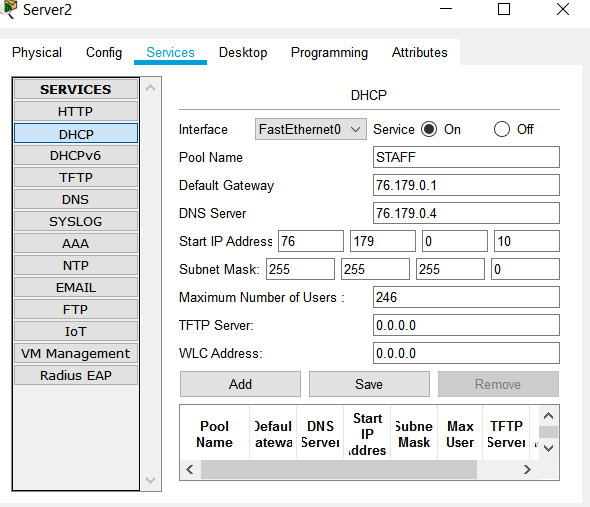 Server2
Physical Config Services Desktop Programming Attributes
SERVICES
HTTP
DHCP
DHCPv6
TFTP
DNS
SYSLOG
AAA
NTP
EMAIL
FTP
IoT
VM Management
Radius EAP
DHCP
Interface FastEthernet0 Service On Off
Pool Name STAFF
Default Gateway 76.179.0.1
DNS Server 76.179.0.4
Start IP Address 76 179 0 10
Subnet Mask: 255 255 255 0
Maximum Number of Users : 246
TFTP Server: 0.0.0.0
WLC Address: 0.0.0.0
Add Save Remove
Pool Name
Defaul atewa
DNS Server
Start IP ddres
Subne Mask
Max User
TFTP Server